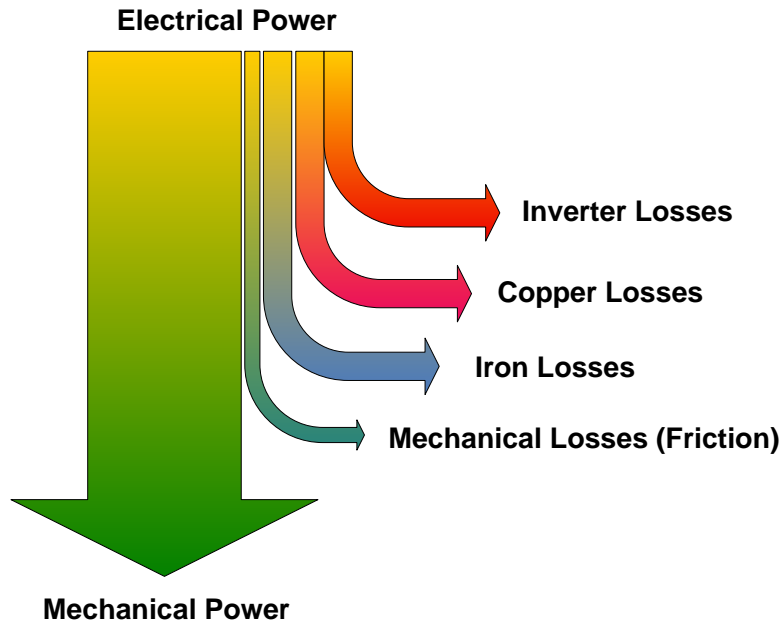 Electrical Power
Inverter Losses
Copper Losses
Iron Losses
Mechanical Losses (Friction)
Mechanical Power